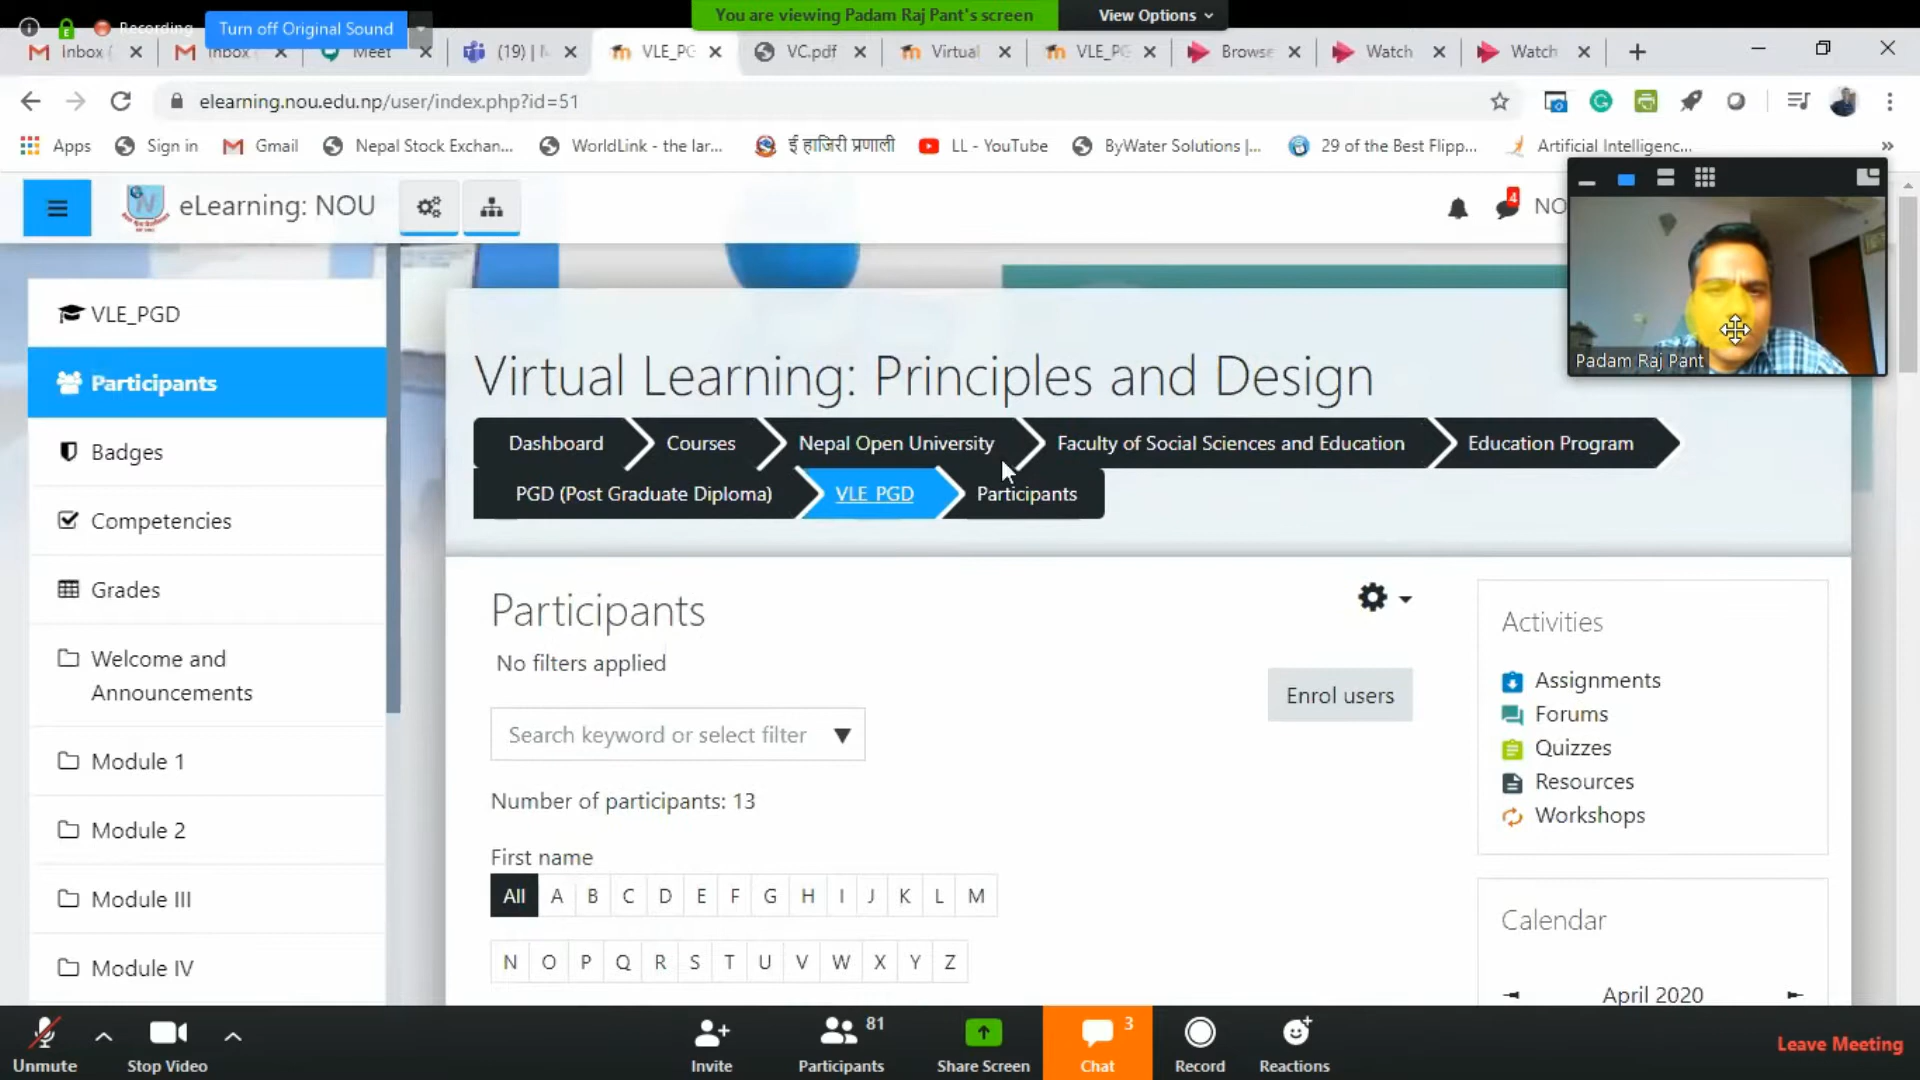 Recording
Turn off Original Sound
You are viewing Padam Raj Pant's screen
View Options
Inbox (
Inbox
Meet
(19) |
VLE_PG
VC.pdf
Virtual
VLE_PG
Browse
Watch
Watch
elearning.nou.edu.np/user/index.php?id=51
Apps
Sign in
Gmail
Nepal Stock Exchan...
WorldLink - the lar...
ई हाजिरी प्रणाली
LL - YouTube
ByWater Solutions |...
29 of the Best Flipp...
Artificial Intelligenc...
eLearning: NOU
4
NO
Padam Raj Pant
VLE_PGD
Participants
Badges
Competencies
Grades
Welcome and
Announcements
Module 1
Module 2
Module III
Module IV
Virtual Learning: Principles and Design
Dashboard
Courses
Nepal Open University
Faculty of Social Sciences and Education
Education Program
PGD (Post Graduate Diploma)
VLE_PGD
Participants
Participants
No filters applied
Enrol users
Search keyword or select filter
Number of participants: 13
First name
All A B C D E F G H I J K L M
N O P Q R S T U V W X Y Z
Activities
Assignments
Forums
Quizzes
Resources
Workshops
Calendar
April 2020
Unmute
Stop Video
Invite
81
Participants
Share Screen
3
Chat
Record
Reactions
Leave Meeting